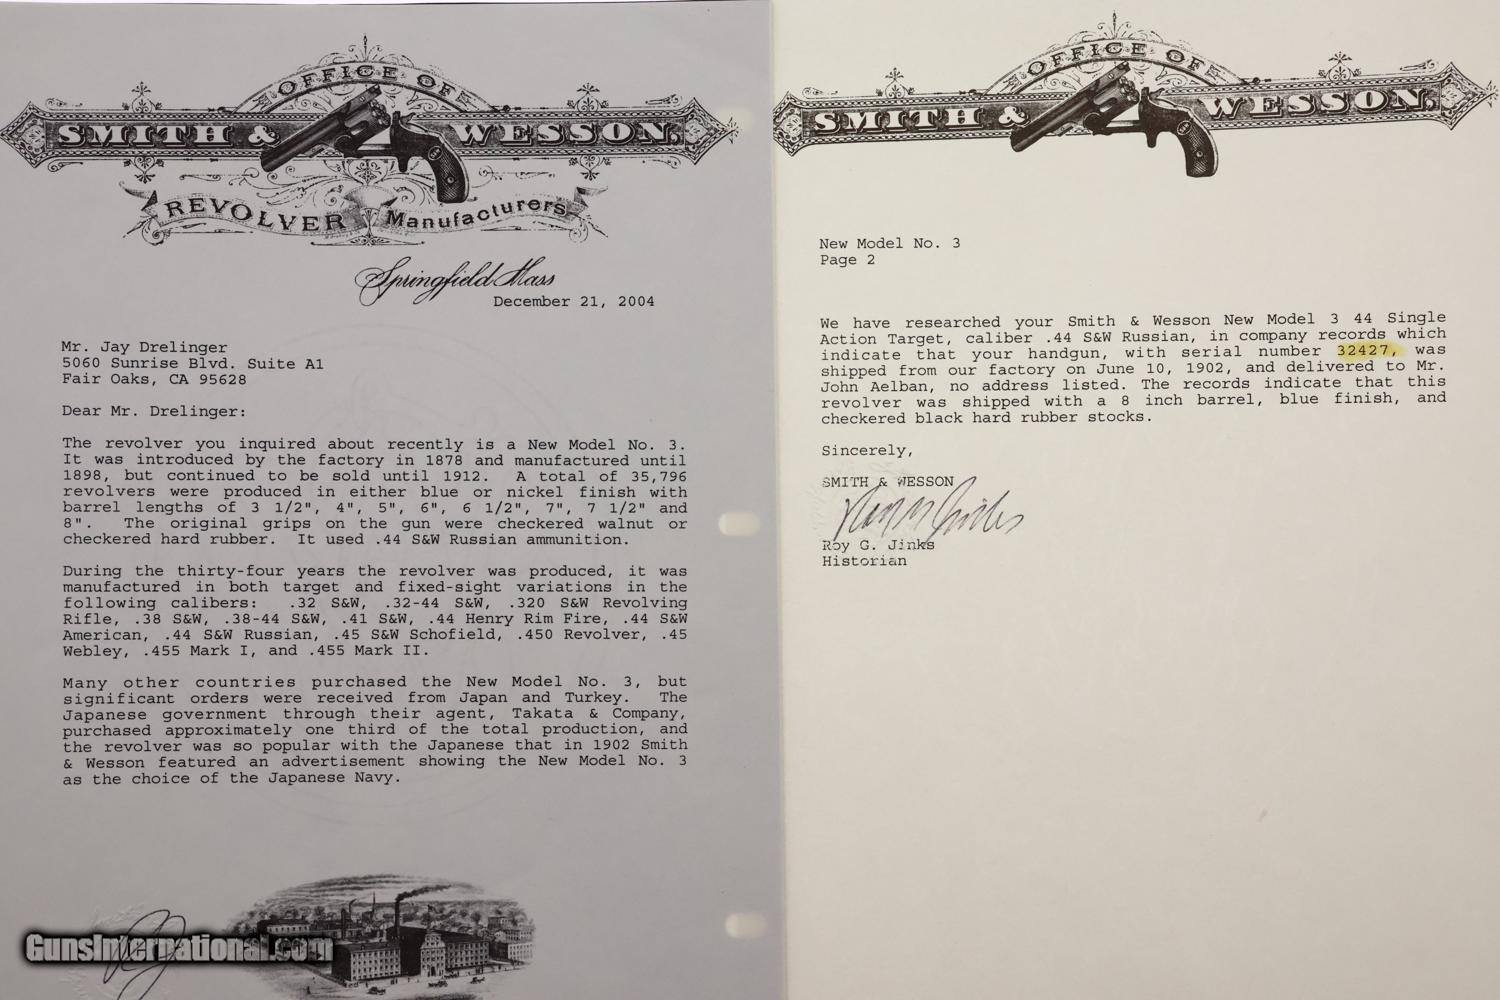 OFFICE OF
SMITH & WESSON,
REVOLVER Manufacturers
Springfield Mass
December 21, 2004
Mr. Jay Drelinger
5060 Sunrise Blvd. Suite A1
Fair Oaks, CA 95628
Dear Mr. Drelinger:
The revolver you inquired about recently is a New Model No. 3.
It was introduced by the factory in 1878 and manufactured until
1898, but continued to be sold until 1912. A total of 35,796
revolvers were produced in either blue or nickel finish with
barrel lengths of 3 1/2", 4", 5", 6", 6 1/2", 7", 7 1/2" and
8". The original grips on the gun were checkered walnut or
checkered hard rubber. It used .44 S&W Russian ammunition.
During the thirty-four years the revolver was produced, it was
manufactured in both target and fixed-sight variations in the
following calibers: .32 S&W, .32-44 S&W, .320 S&W Revolving
Rifle, .38 S&W, .38-44 S&W, .41 S&W, .44 Henry Rim Fire, .44 S&W
American, .44 S&W Russian, .45 S&W Schofield, .450 Revolver, .45
Webley, .455 Mark I, and .455 Mark II.
Many other countries purchased the New Model No. 3, but
significant orders were received from Japan and Turkey. The
Japanese government through their agent, Takata & Company,
purchased approximately one third of the total production, and
the revolver was so popular with the Japanese that in 1902 Smith
& Wesson featured an advertisement showing the New Model No. 3
as the choice of the Japanese Navy.
GunsInternational.com
OFFICE OF
SMITH & WESSON,
New Model No. 3
Page 2
We have researched your Smith & Wesson New Model 3 44 Single
Action Target, caliber .44 S&W Russian, in company records which
indicate that your handgun, with serial number 32427, was
shipped from our factory on June 10, 1902, and delivered to Mr.
John Aelban, no address listed. The records indicate that this
revolver was shipped with a 8 inch barrel, blue finish, and
checkered black hard rubber stocks.
Sincerely,
SMITH & WESSON
Roy G. Jinks
Roy G. Jinks
Historian